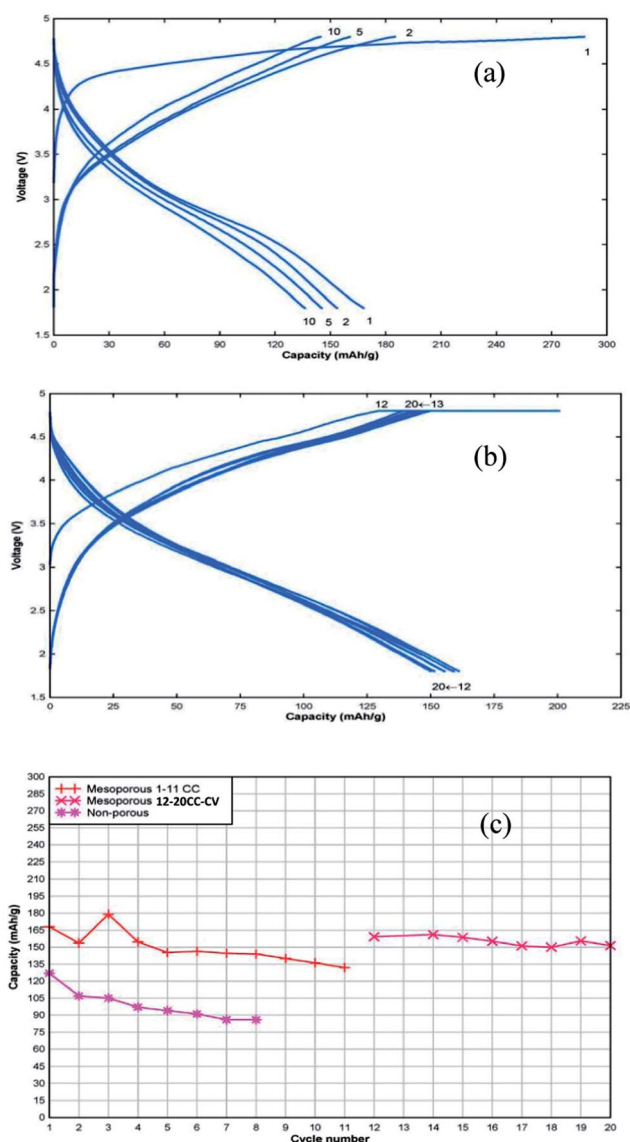 5
4.5
4
3.5
3
2.5
2
1.5
Voltage (V)
10 5 2
1
(a)
10 5 2 1
0 30 60 90 120 150 180 210 240 270 300
Capacity (mAh/g)
5
4.5
4
3.5
3
2.5
2
1.5
Voltage (V)
12 20←13
(b)
20←12
0 25 50 75 100 125 150 175 200 225
Capacity (mAh/g)
300
285
270
255
240
225
210
195
180
165
150
135
120
105
90
75
60
45
30
15
0
Capacity (mAh/g)
Mesoporous 1-11 CC
Mesoporous 12-20CC-CV
Non-porous
(c)
1 2 3 4 5 6 7 8 9 10 11 12 13 14 15 16 17 18 19 20
Cycle number